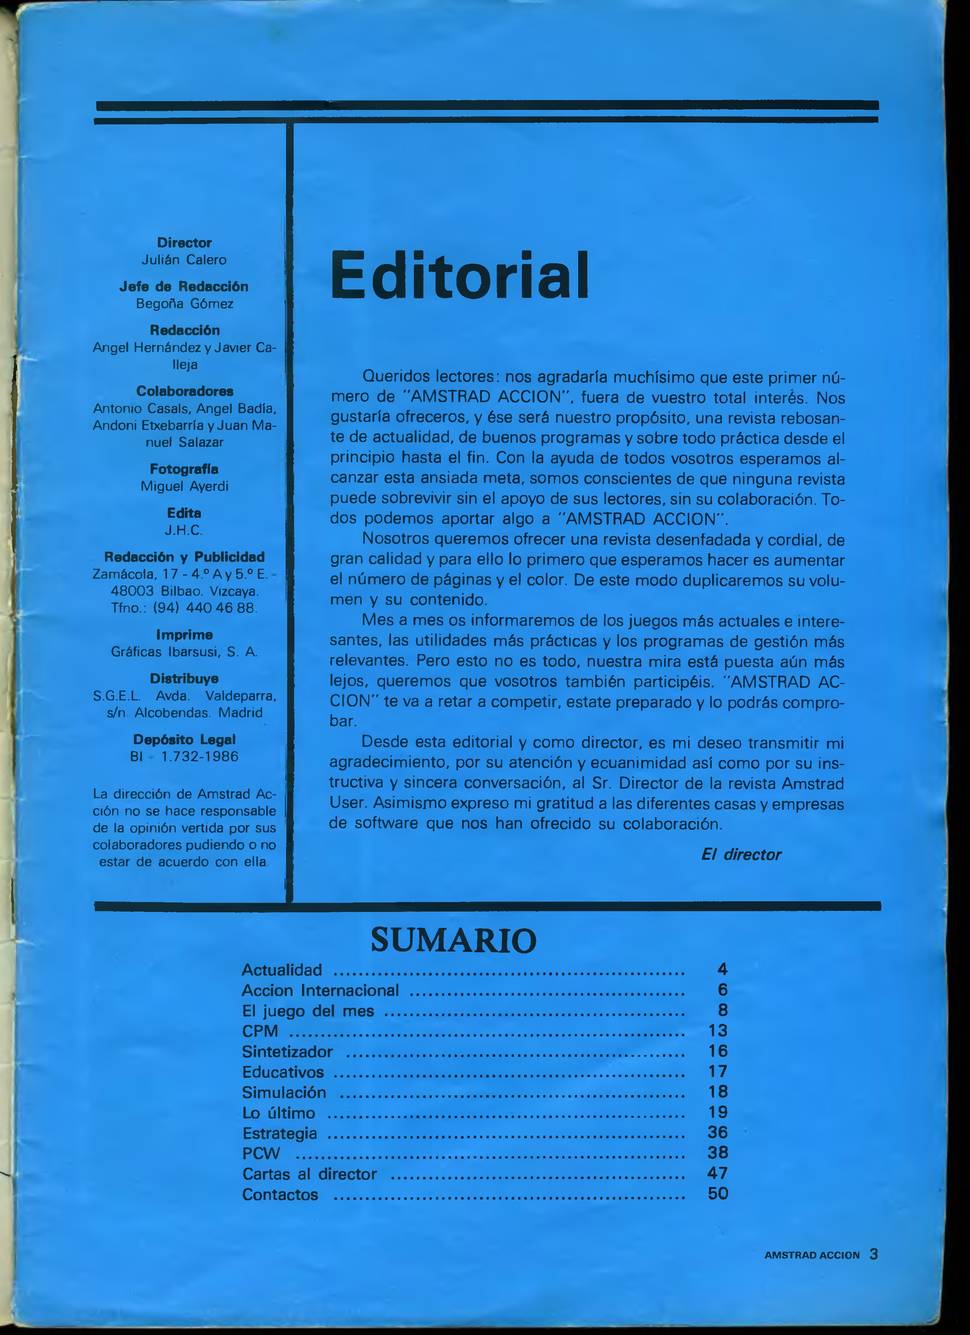 Director
Julián Calero
Jefe de Redacción
Begoña Gómez
Redacción
Angel Hernández y Javier Ca-
lleja
Colaboradores
Antonio Casals, Angel Badía,
Andoni Etxebarría y Juan Ma-
nuel Salazar
Fotografía
Miguel Ayerdi
Edita
J.H.C.
Redacción y Publicidad
Zamácola, 17 - 4.º A y 5.º E. -
48003 Bilbao. Vizcaya.
Tfno.: (94) 440 46 88.
Imprime
Gráficas Ibarsusi, S. A.
Distribuye
S.G.E.L. Avda. Valdeparra,
s/n. Alcobendas. Madrid
Depósito Legal
BI - 1.732-1986
La dirección de Amstrad Ac-
ción no se hace responsable
de la opinión vertida por sus
colaboradores pudiendo o no
estar de acuerdo con ella.
Editorial
Queridos lectores: nos agradaría muchísimo que este primer nú-
mero de "AMSTRAD ACCION", fuera de vuestro total interés. Nos
gustaría ofreceros, y ése será nuestro propósito, una revista rebosan-
te de actualidad, de buenos programas y sobre todo práctica desde el
principio hasta el fin. Con la ayuda de todos vosotros esperamos al-
canzar esta ansiada meta, somos conscientes de que ninguna revista
puede sobrevivir sin el apoyo de sus lectores, sin su colaboración. To-
dos podemos aportar algo a "AMSTRAD ACCION".
Nosotros queremos ofrecer una revista desenfadada y cordial, de
gran calidad y para ello lo primero que esperamos hacer es aumentar
el número de páginas y el color. De este modo duplicaremos su volu-
men y su contenido.
Mes a mes os informaremos de los juegos más actuales e intere-
santes, las utilidades más prácticas y los programas de gestión más
relevantes. Pero esto no es todo, nuestra mira está puesta aún más
lejos, queremos que vosotros también participéis. "AMSTRAD AC-
CION" te va a retar a competir, estate preparado y lo podrás compro-
bar.
Desde esta editorial y como director, es mi deseo transmitir mi
agradecimiento, por su atención y ecuanimidad así como por su ins-
tructiva y sincera conversación, al Sr. Director de la revista Amstrad
User. Asimismo expreso mi gratitud a las diferentes casas y empresas
de software que nos han ofrecido su colaboración.
El director
SUMARIO
Actualidad ........................................................ 4
Accion Internacional ............................................ 6
El juego del mes ................................................ 8
CPM ............................................................... 13
Sintetizador ...................................................... 16
Educativos ........................................................ 17
Simulación ....................................................... 18
Lo último ......................................................... 19
Estrategia ......................................................... 36
PCW .............................................................. 38
Cartas al director ............................................... 47
Contactos ........................................................ 50
AMSTRAD ACCION 3